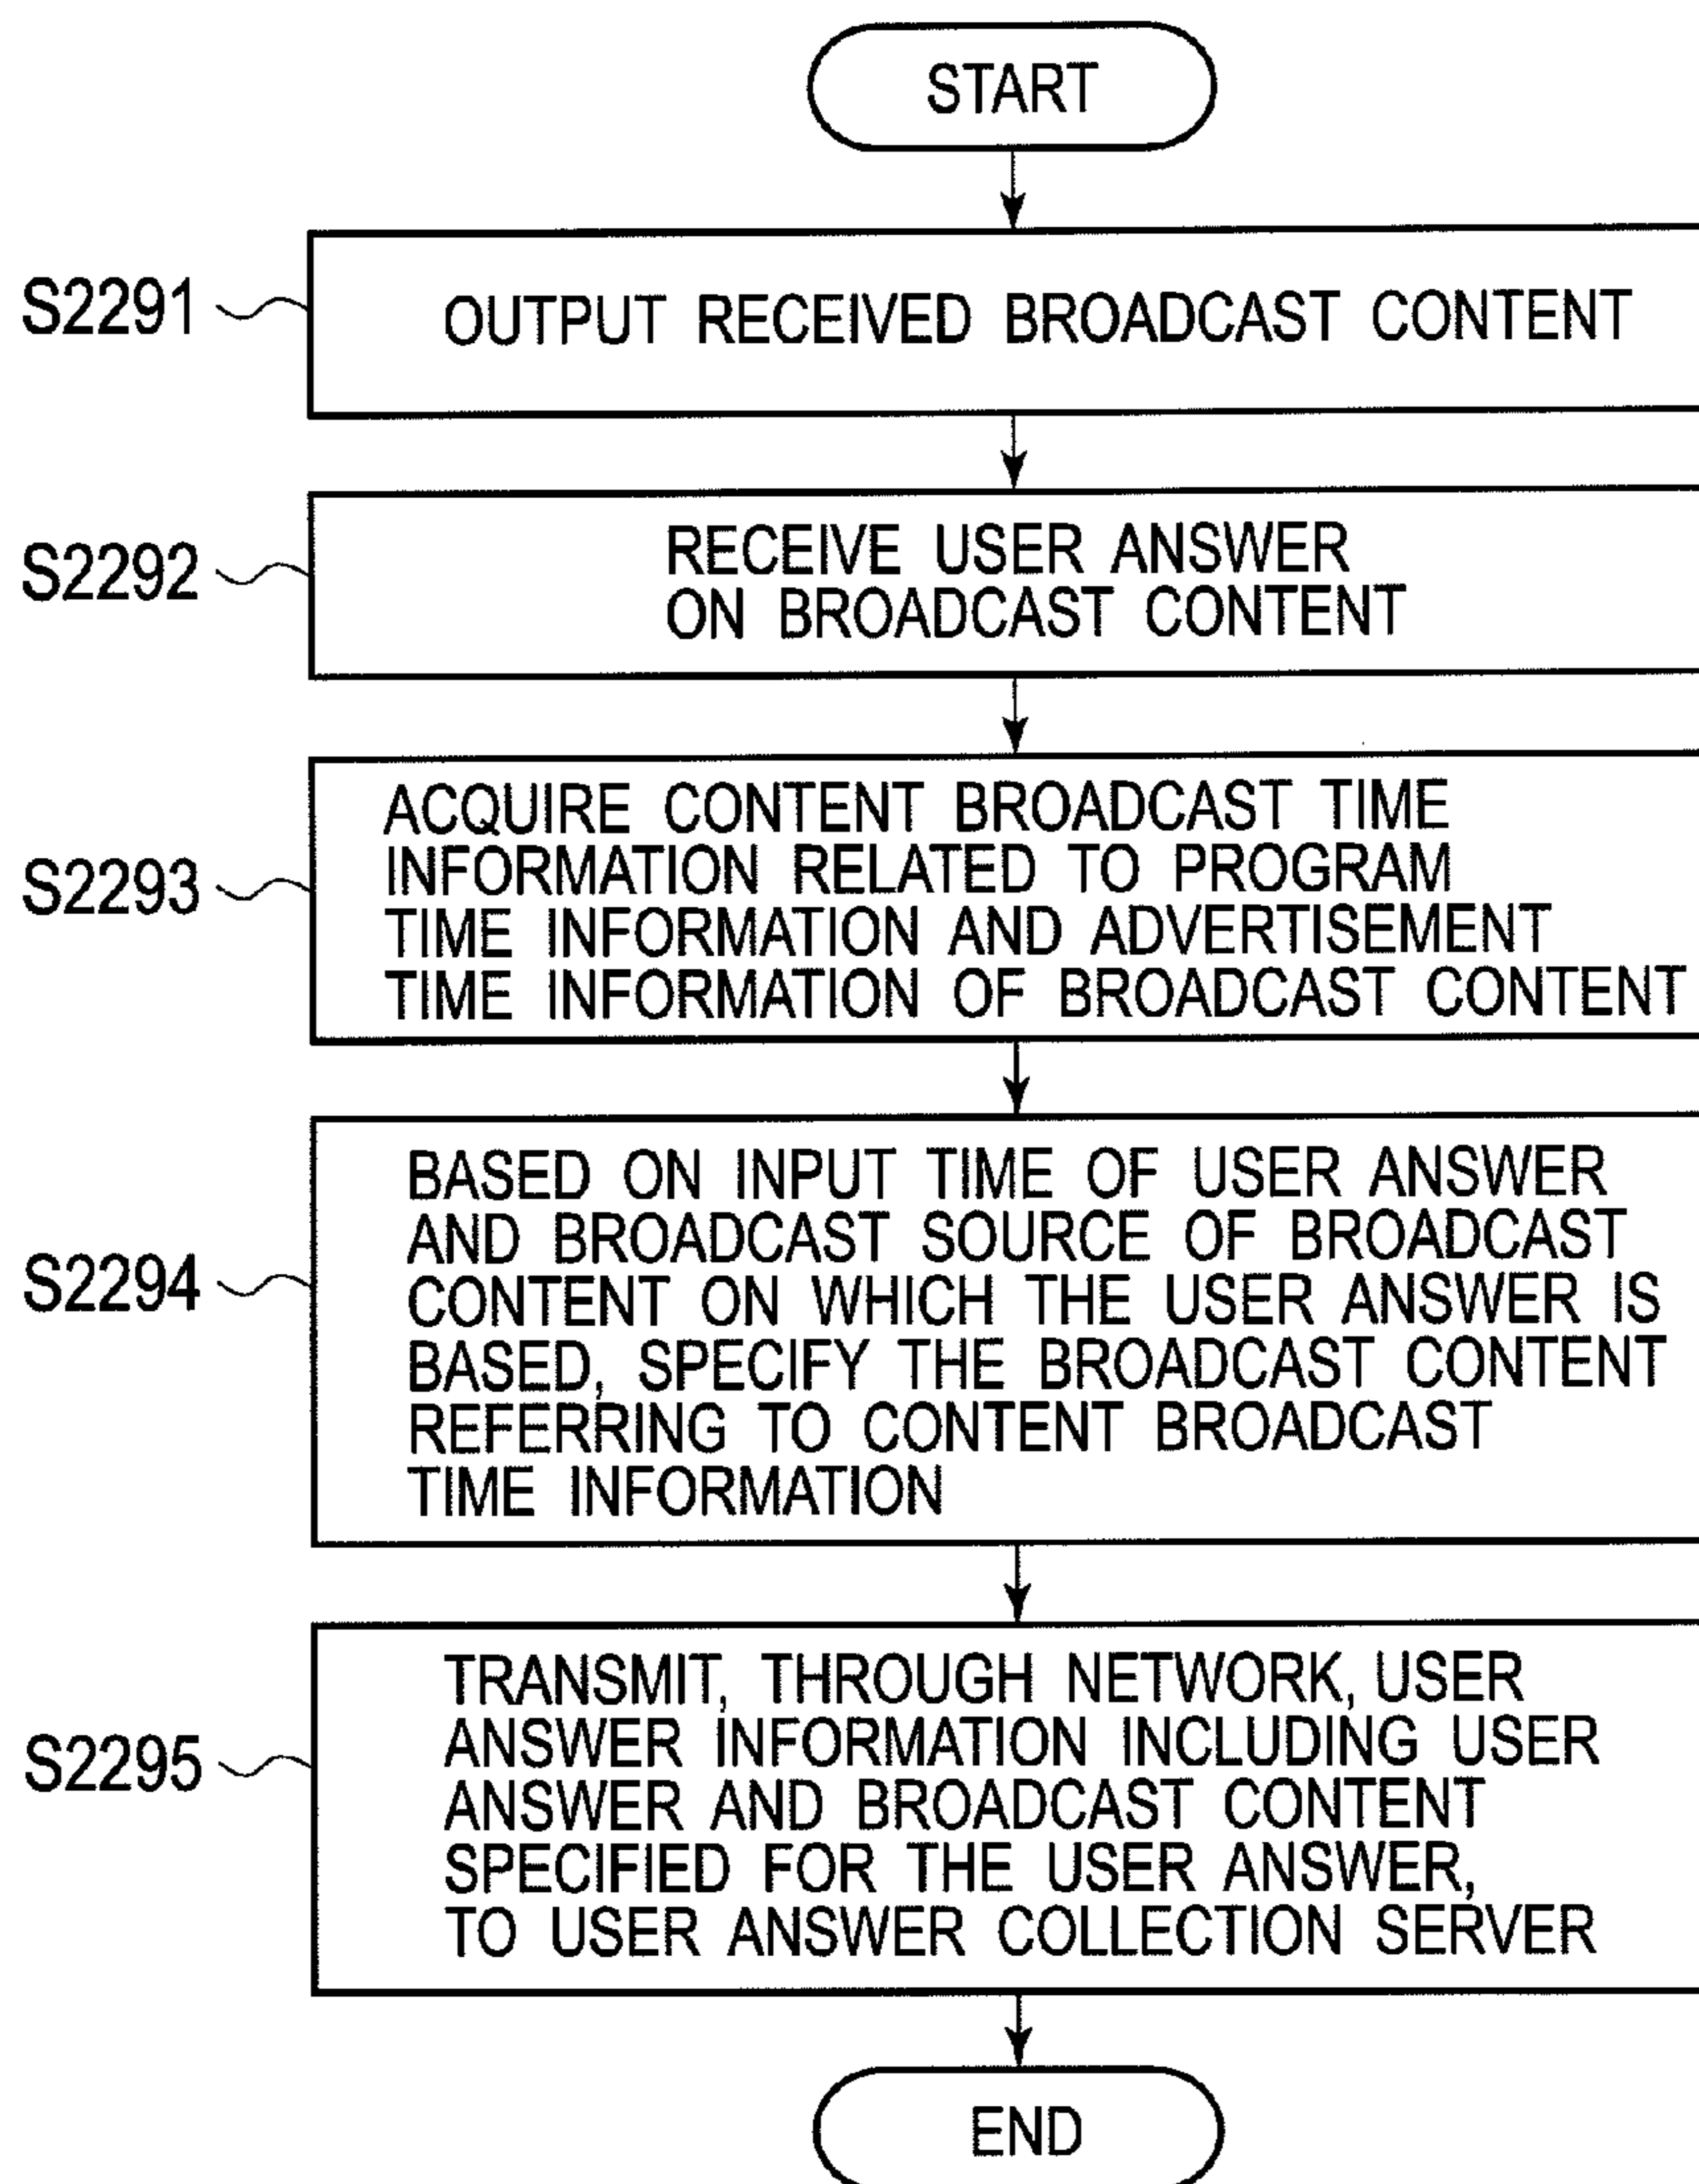 START
S2291
OUTPUT RECEIVED BROADCAST CONTENT
S2292
RECEIVE USER ANSWER
ON BROADCAST CONTENT
S2293
ACQUIRE CONTENT BROADCAST TIME
INFORMATION RELATED TO PROGRAM
TIME INFORMATION AND ADVERTISEMENT
TIME INFORMATION OF BROADCAST CONTENT
S2294
BASED ON INPUT TIME OF USER ANSWER
AND BROADCAST SOURCE OF BROADCAST
CONTENT ON WHICH THE USER ANSWER IS
BASED, SPECIFY THE BROADCAST CONTENT
REFERRING TO CONTENT BROADCAST
TIME INFORMATION
S2295
TRANSMIT, THROUGH NETWORK, USER
ANSWER INFORMATION INCLUDING USER
ANSWER AND BROADCAST CONTENT
SPECIFIED FOR THE USER ANSWER,
TO USER ANSWER COLLECTION SERVER
END